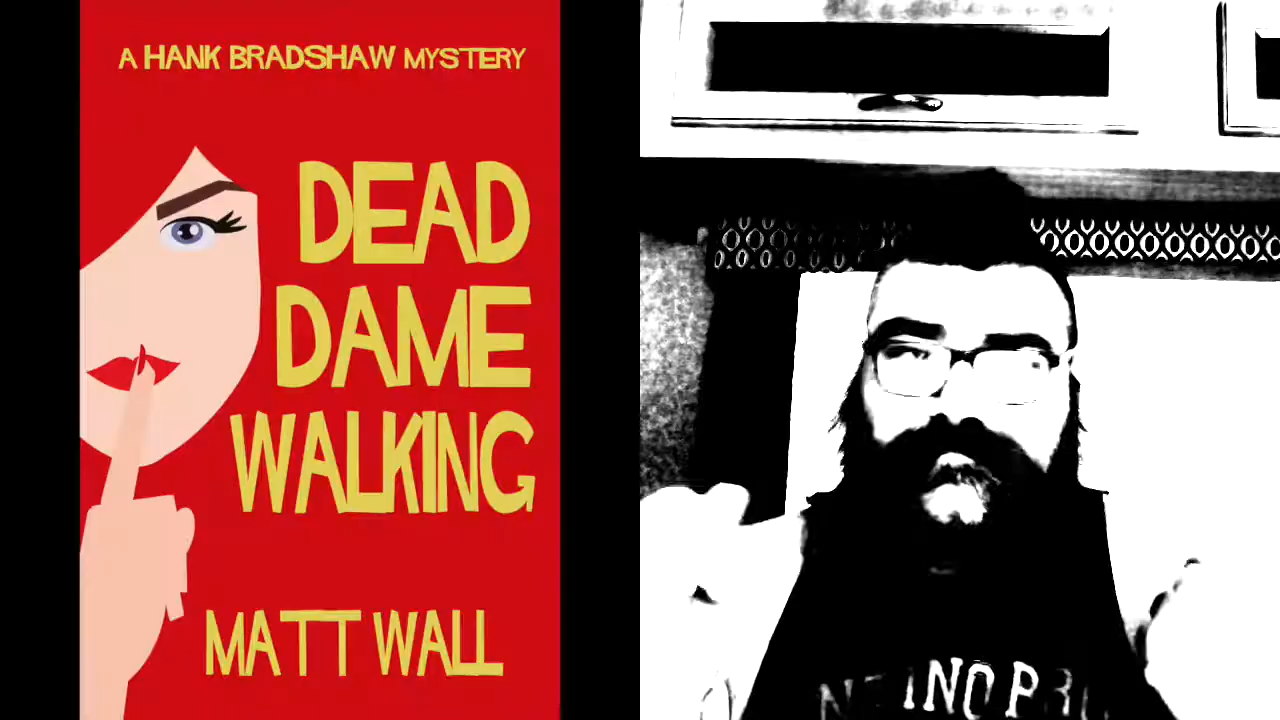 A HANK BRADSHAW MYSTERY
DEAD
DAME
WALKING
MATT WALL